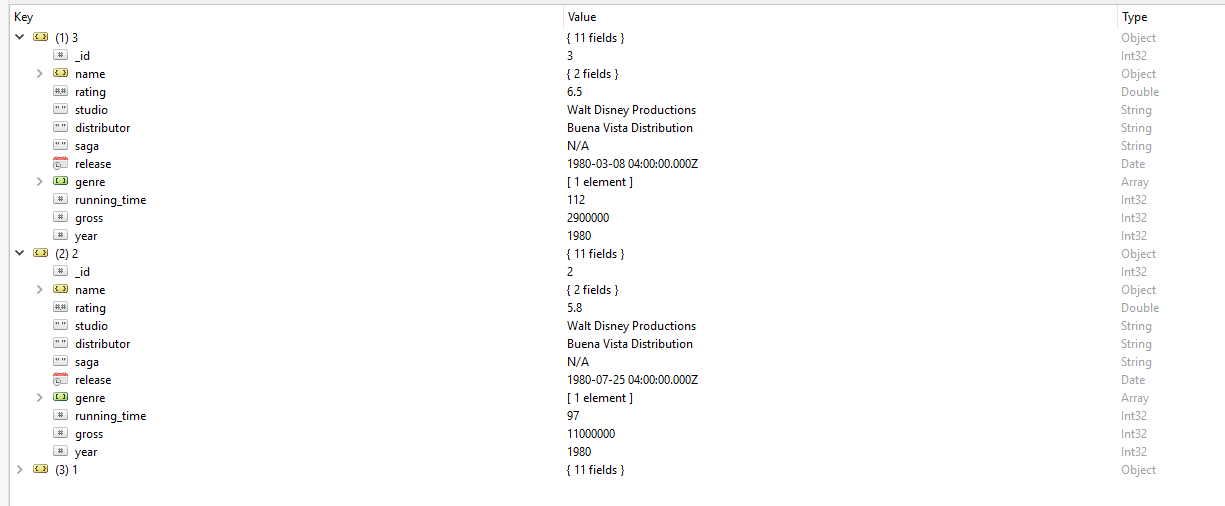 Key Value Type
(1) 3 { 11 fields } Object
# _id 3 Int32
{ } name { 2 fields } Object
#.# rating 6.5 Double
" " studio Walt Disney Productions String
" " distributor Buena Vista Distribution String
" " saga N/A String
release 1980-03-08 04:00:00.000Z Date
genre [ 1 element ] Array
# running_time 112 Int32
# gross 2900000 Int32
# year 1980 Int32
(2) 2 { 11 fields } Object
# _id 2 Int32
{ } name { 2 fields } Object
#.# rating 5.8 Double
" " studio Walt Disney Productions String
" " distributor Buena Vista Distribution String
" " saga N/A String
release 1980-07-25 04:00:00.000Z Date
genre [ 1 element ] Array
# running_time 97 Int32
# gross 11000000 Int32
# year 1980 Int32
(3) 1 { 11 fields } Object